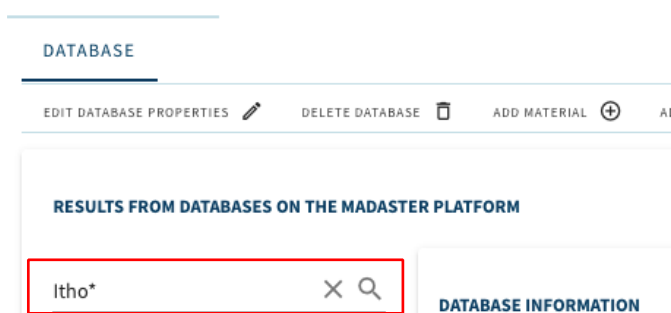 DATABASE
EDIT DATABASE PROPERTIES DELETE DATABASE ADD MATERIAL
RESULTS FROM DATABASES ON THE MADASTER PLATFORM
Itho*
DATABASE INFORMATION